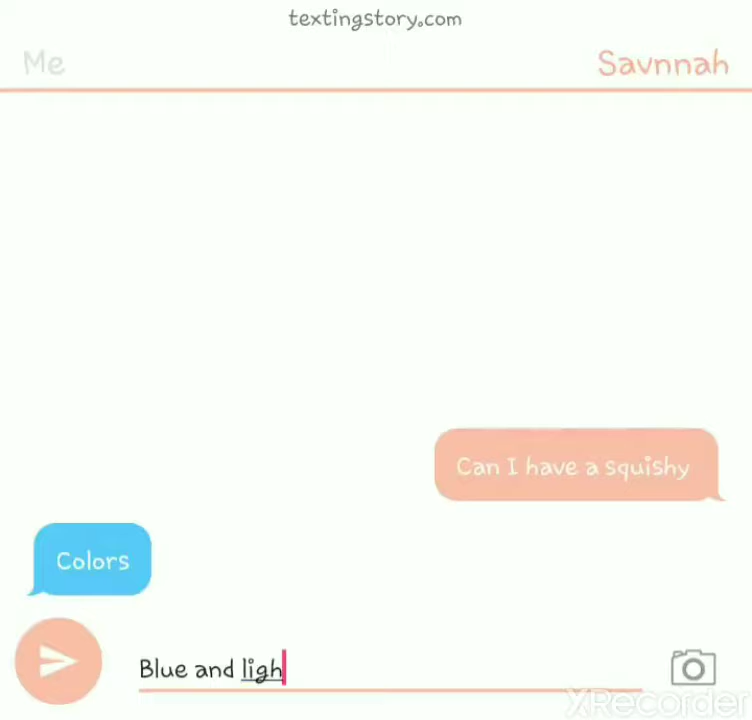 textingstory.com
Me
Savnnah
Can I have a squishy
Colors
Blue and ligh
XRecorder